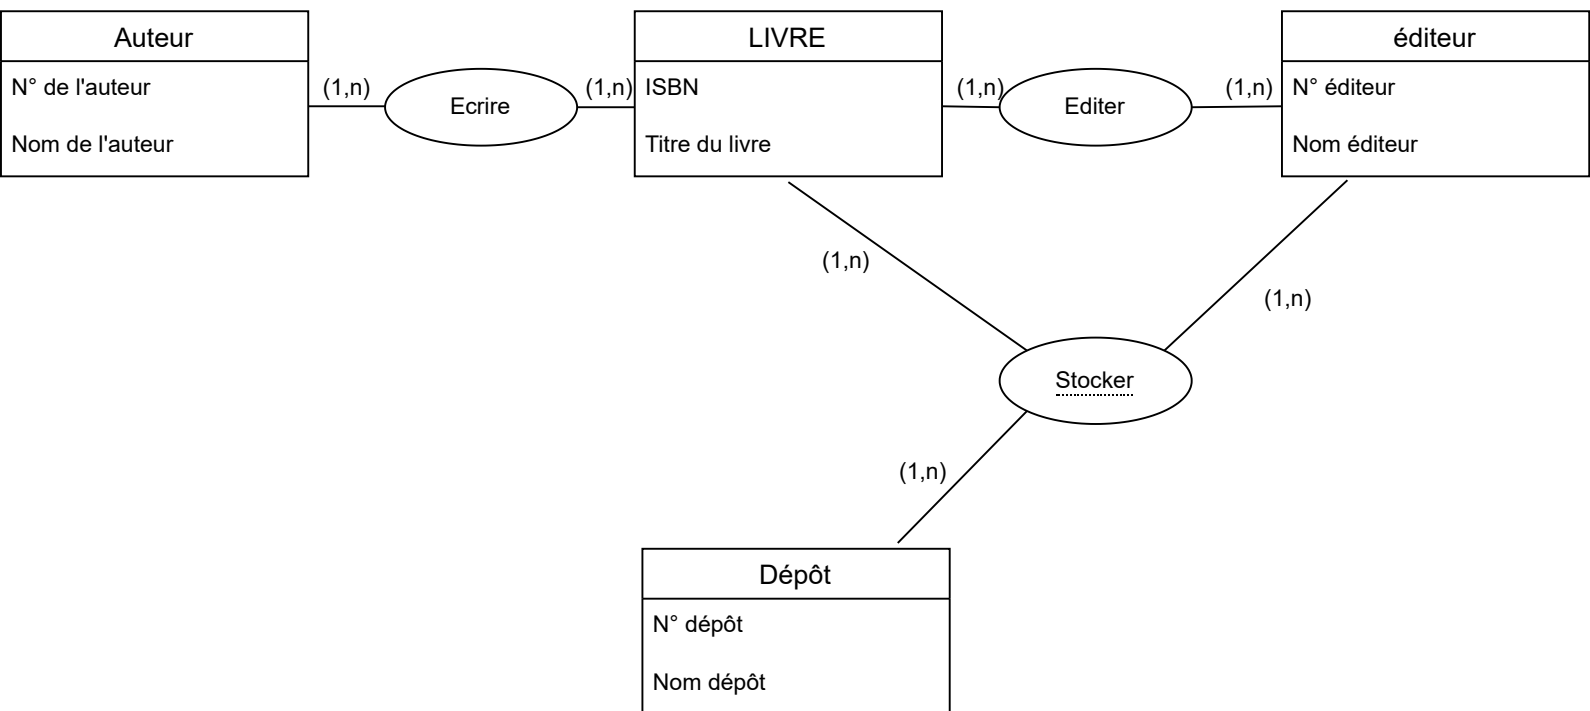 Auteur
N° de l'auteur
Nom de l'auteur
(1,n)
Ecrire
(1,n)
LIVRE
ISBN
Titre du livre
(1,n)
Editer
(1,n)
éditeur
N° éditeur
Nom éditeur
(1,n)
(1,n)
Stocker
(1,n)
Dépôt
N° dépôt
Nom dépôt